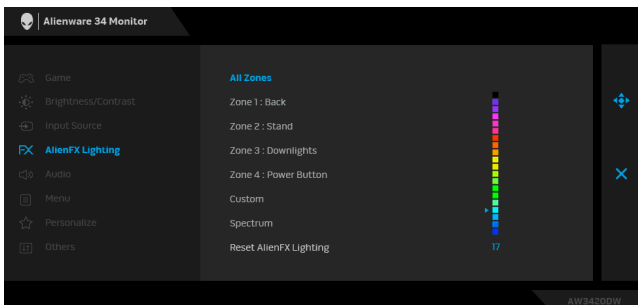 Alienware 34 Monitor
Game
All Zones
Brightness/Contrast
Zone 1 : Back
Input Source
Zone 2 : Stand
AlienFX Lighting
Zone 3 : Downlights
Audio
Zone 4 : Power Button
Menu
Custom
Personalize
Spectrum
Others
Reset AlienFX Lighting
17
AW3420DW